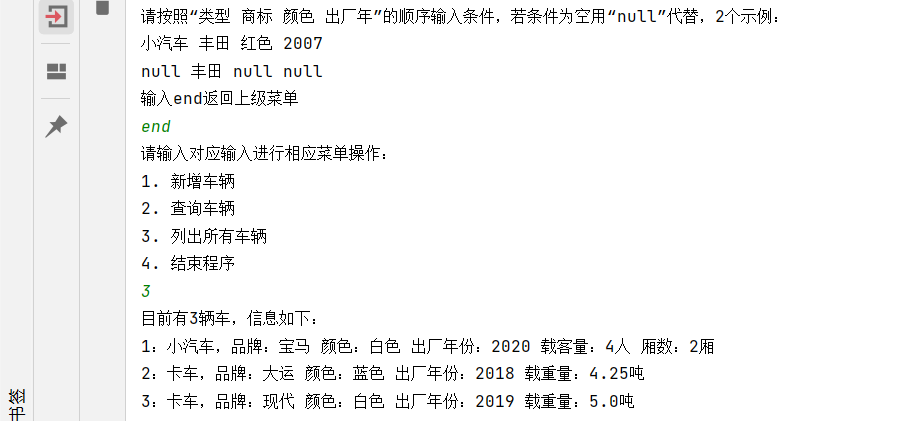 请按照“类型 商标 颜色 出厂年”的顺序输入条件，若条件为空用“null”代替，2个示例：
小汽车 丰田 红色 2007
null 丰田 null null
输入end返回上级菜单
end
请输入对应输入进行相应菜单操作：
1. 新增车辆
2. 查询车辆
3. 列出所有车辆
4. 结束程序
3
目前有3辆车，信息如下：
1：小汽车，品牌：宝马 颜色：白色 出厂年份：2020 载客量：4人 厢数：2厢
2：卡车，品牌：大运 颜色：蓝色 出厂年份：2018 载重量：4.25吨
3：卡车，品牌：现代 颜色：白色 出厂年份：2019 载重量：5.0吨
书签